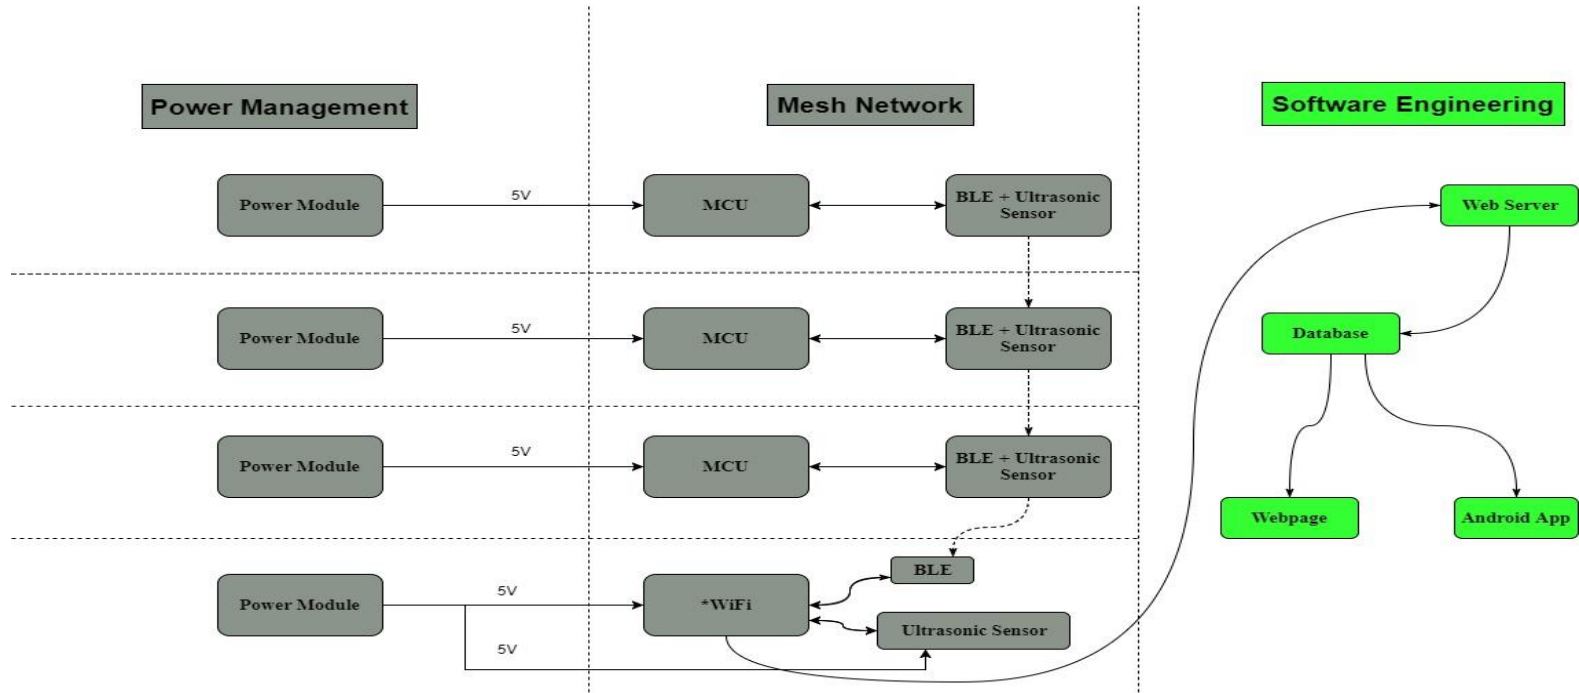 Power Management
Mesh Network
Software Engineering
Power Module
5V
MCU
BLE + Ultrasonic
Sensor
Web Server
Power Module
5V
MCU
BLE + Ultrasonic
Sensor
Database
Power Module
5V
MCU
BLE + Ultrasonic
Sensor
Webpage
Android App
Power Module
5V
*WiFi
BLE
Ultrasonic Sensor
5V